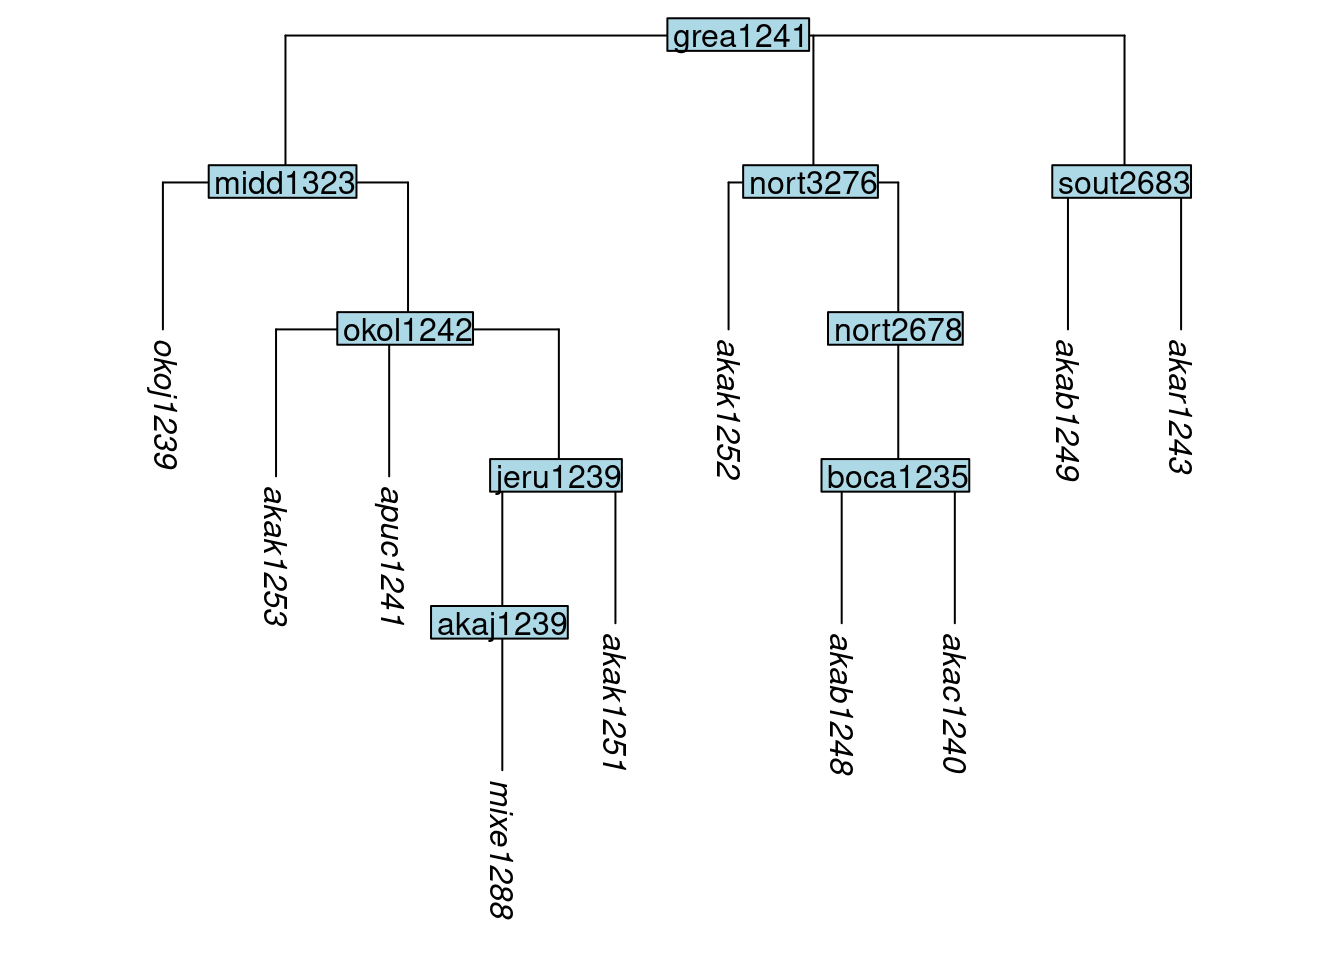 grea1241
midd1323
nort3276
sout2683
okol1242
nort2678
okoj1239
akak1252
akab1249
akar1243
jeru1239
boca1235
akak1253
apuc1241
akaj1239
akak1251
akab1248
akac1240
mixe1288